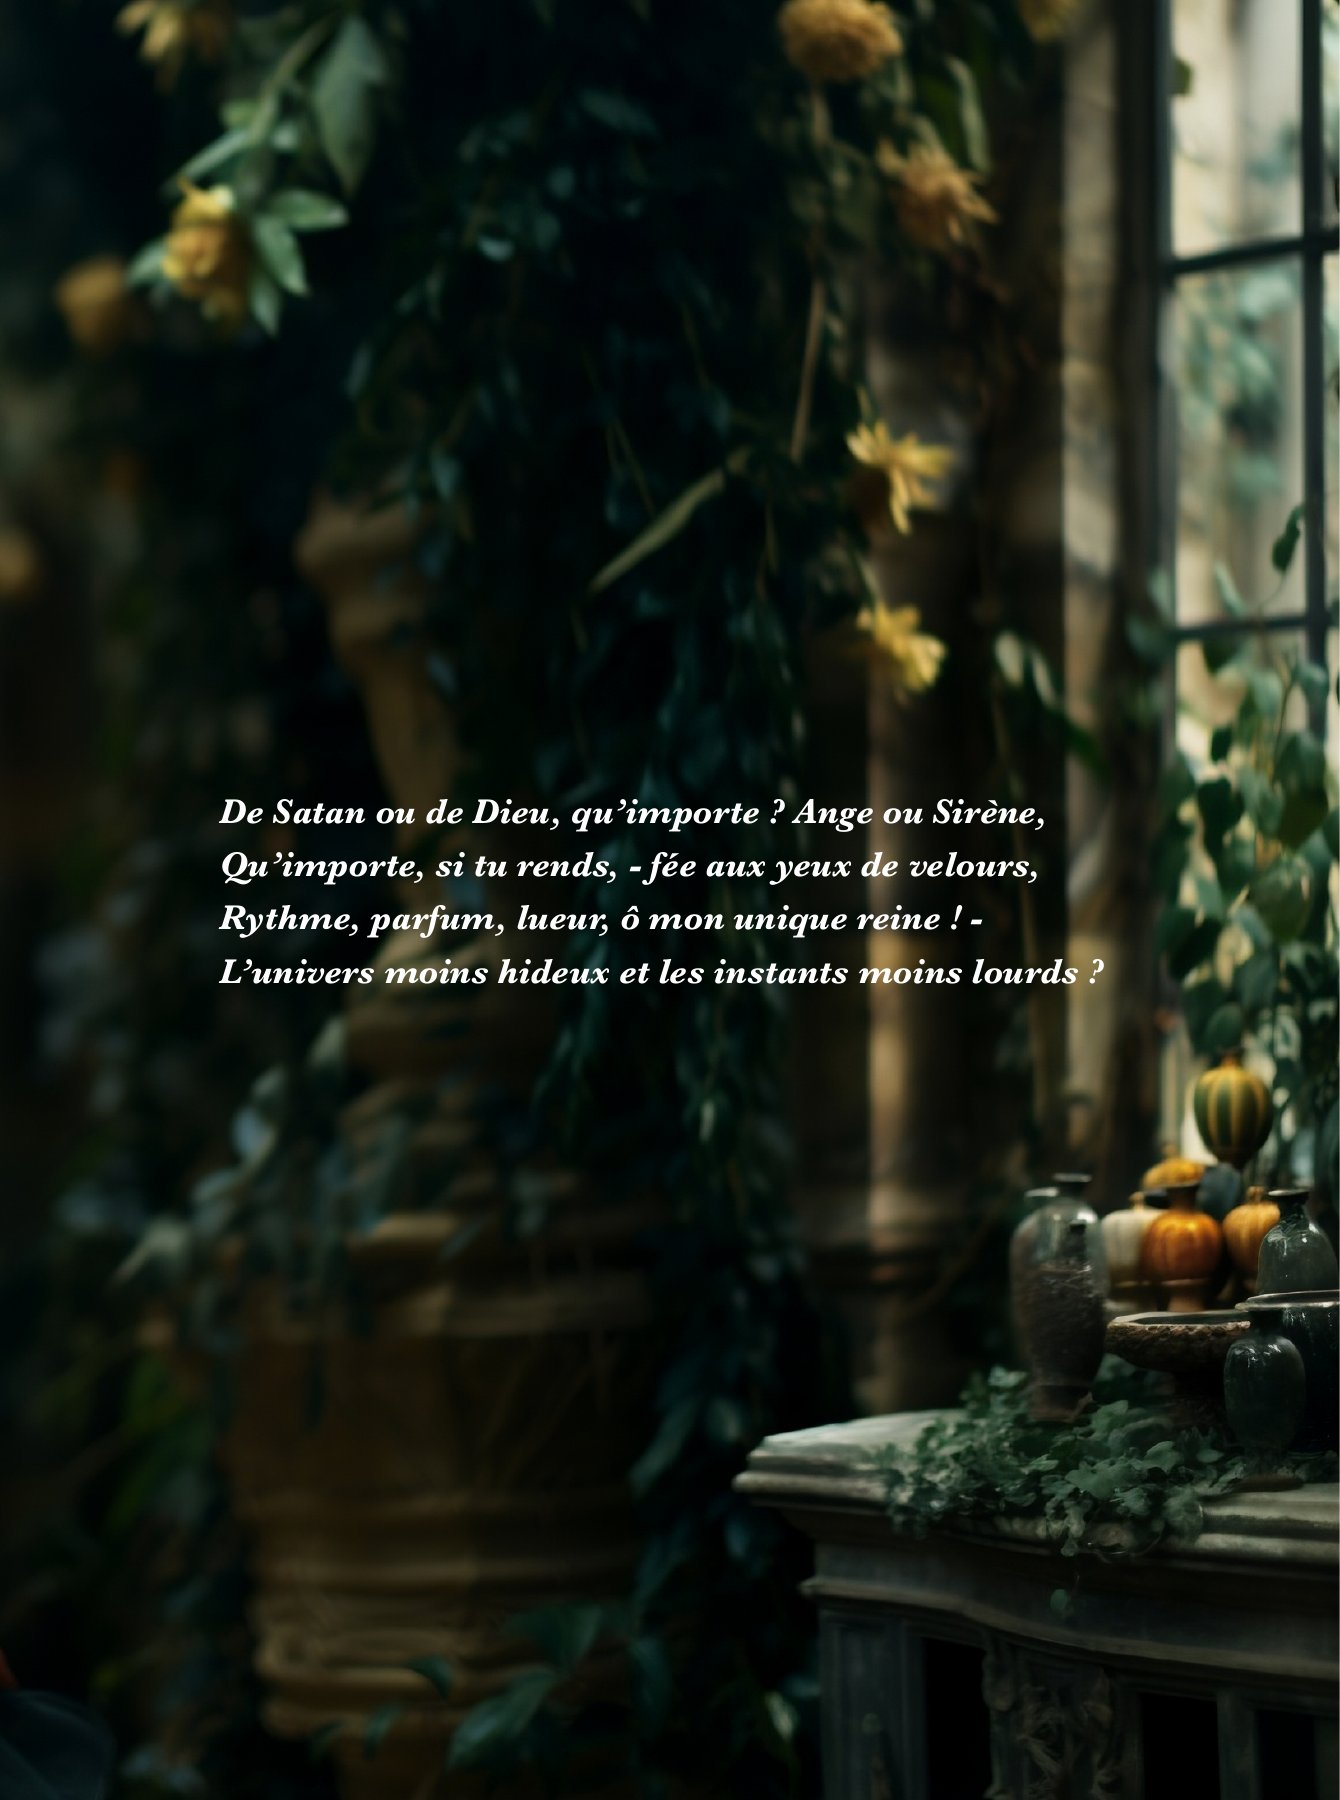 De Satan ou de Dieu, qu’importe ? Ange ou Sirène,
Qu’importe, si tu rends, - fée aux yeux de velours,
Rythme, parfum, lueur, ô mon unique reine ! -
L’univers moins hideux et les instants moins lourds ?